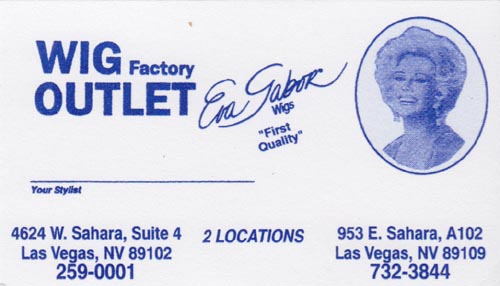 WIG Factory
OUTLET
Eva Gabor
Wigs
"First
Quality"
Your Stylist
4624 W. Sahara, Suite 4
Las Vegas, NV 89102
259-0001
2 LOCATIONS
953 E. Sahara, A102
Las Vegas, NV 89109
732-3844